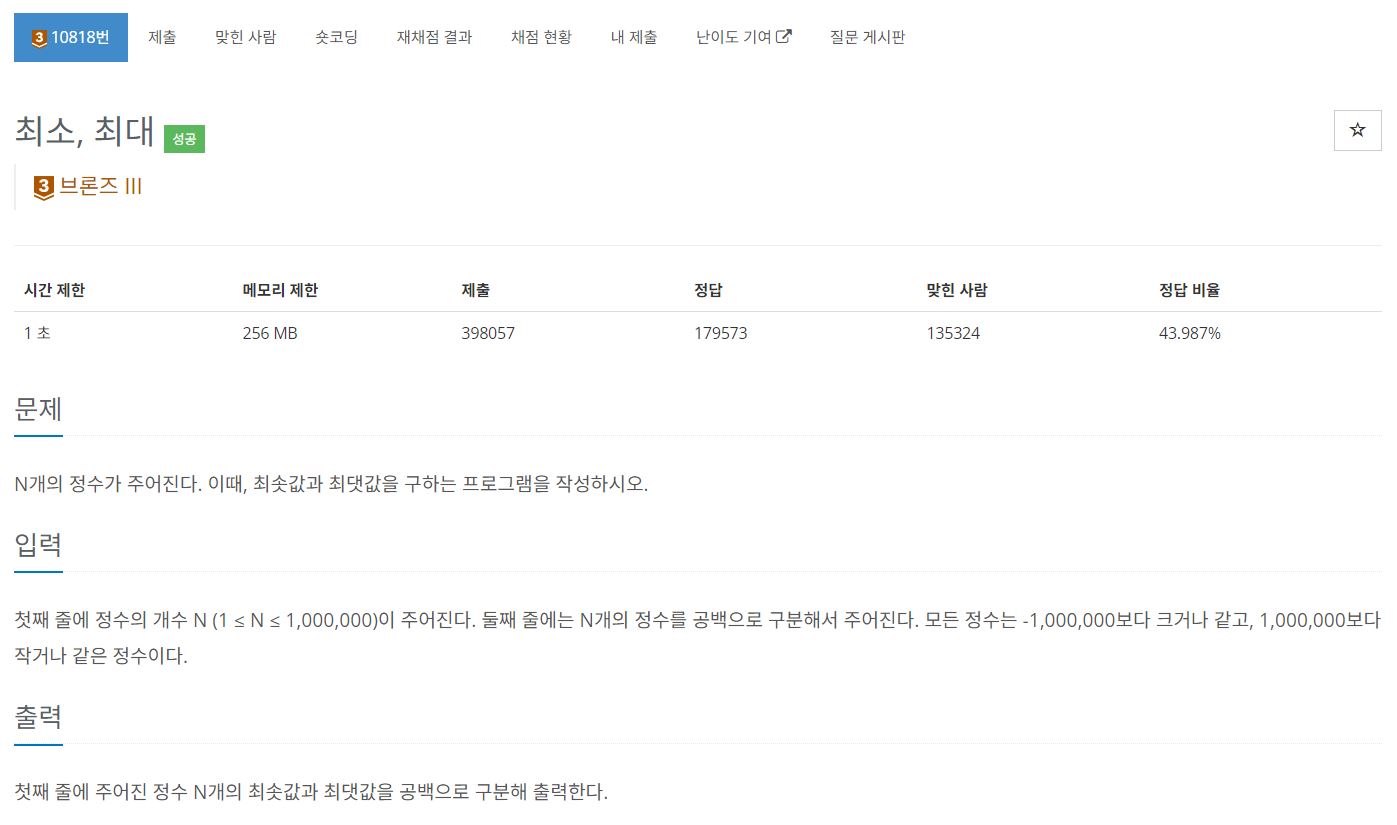 3 10818번 제출 맞힌 사람 숏코딩 재채점 결과 채점 현황 내 제출 난이도 기여 질문 게시판
최소, 최대 성공
3 브론즈 III
시간 제한 메모리 제한 제출 정답 맞힌 사람 정답 비율
1 초 256 MB 398057 179573 135324 43.987%
문제
N개의 정수가 주어진다. 이때, 최솟값과 최댓값을 구하는 프로그램을 작성하시오.
입력
첫째 줄에 정수의 개수 N (1 ≤ N ≤ 1,000,000)이 주어진다. 둘째 줄에는 N개의 정수를 공백으로 구분해서 주어진다. 모든 정수는 -1,000,000보다 크거나 같고, 1,000,000보다
작거나 같은 정수이다.
출력
첫째 줄에 주어진 정수 N개의 최솟값과 최댓값을 공백으로 구분해 출력한다.